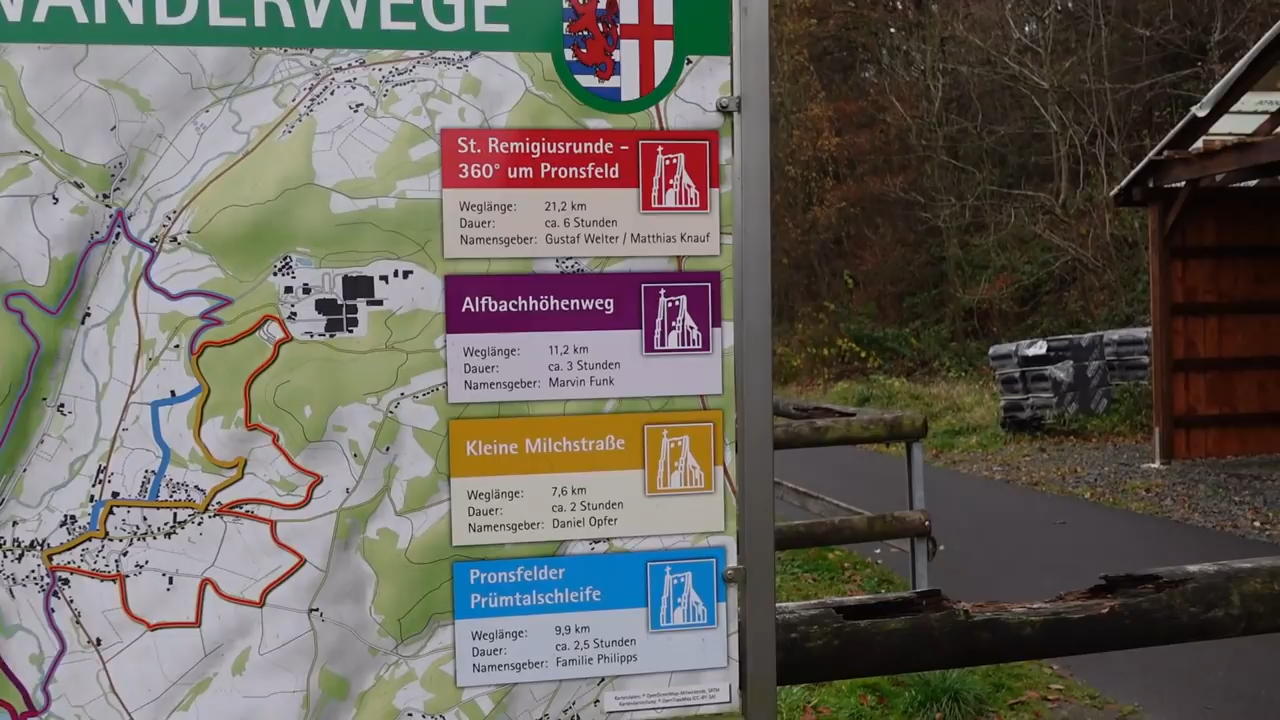 WANDERWEGE
St. Remigiusrunde –
360° um Pronsfeld
Weglänge: 21,2 km
Dauer: ca. 6 Stunden
Namensgeber: Gustaf Welter / Matthias Knauf
Alfbachhöhenweg
Weglänge: 11,2 km
Dauer: ca. 3 Stunden
Namensgeber: Marvin Funk
Kleine Milchstraße
Weglänge: 7,6 km
Dauer: ca. 2 Stunden
Namensgeber: Daniel Opfer
Pronsfelder
Prümtalschleife
Weglänge: 9,9 km
Dauer: ca. 2,5 Stunden
Namensgeber: Familie Philipps